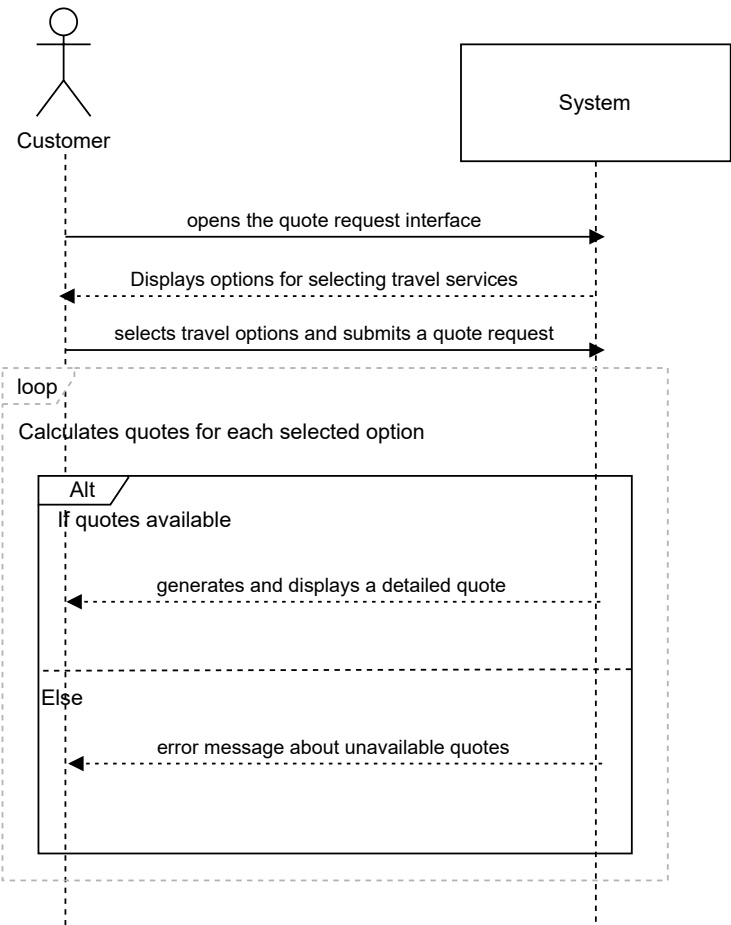 Customer
System
opens the quote request interface
Displays options for selecting travel services
selects travel options and submits a quote request
loop
Calculates quotes for each selected option
Alt
If quotes available
generates and displays a detailed quote
Else
error message about unavailable quotes